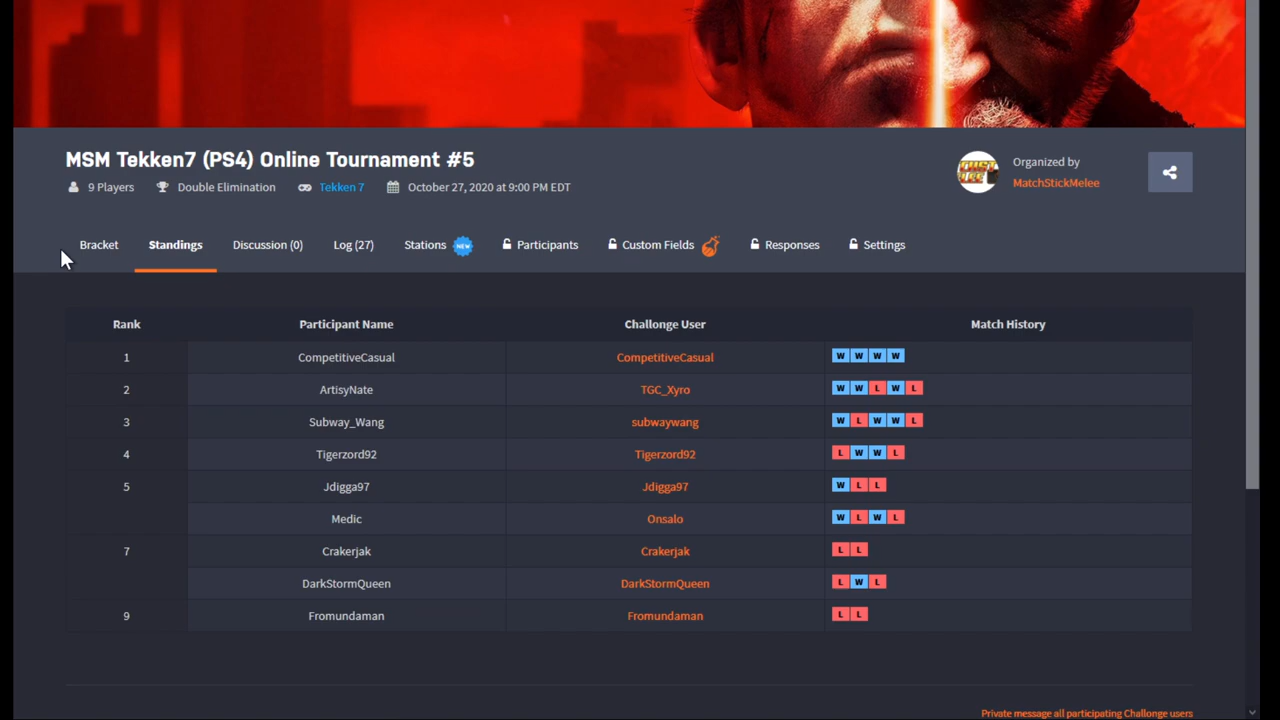 MSM Tekken7 (PS4) Online Tournament #5
9 Players Double Elimination Tekken 7 October 27, 2020 at 9:00 PM EDT
Organized by
MatchStickMelee
Bracket Standings Discussion (0) Log (27) Stations NEW Participants Custom Fields Responses Settings
Rank Participant Name Challonge User Match History
1 CompetitiveCasual CompetitiveCasual W W W W
2 ArtisyNate TGC_Xyro W W L W L
3 Subway_Wang subwaywang W L W W L
4 Tigerzord92 Tigerzord92 L W W L
5 Jdigga97 Jdigga97 W L L
Medic Onsalo W L W L
7 Crakerjak Crakerjak L L
DarkStormQueen DarkStormQueen L W L
9 Fromundaman Fromundaman L L
Private message all participating Challonge users